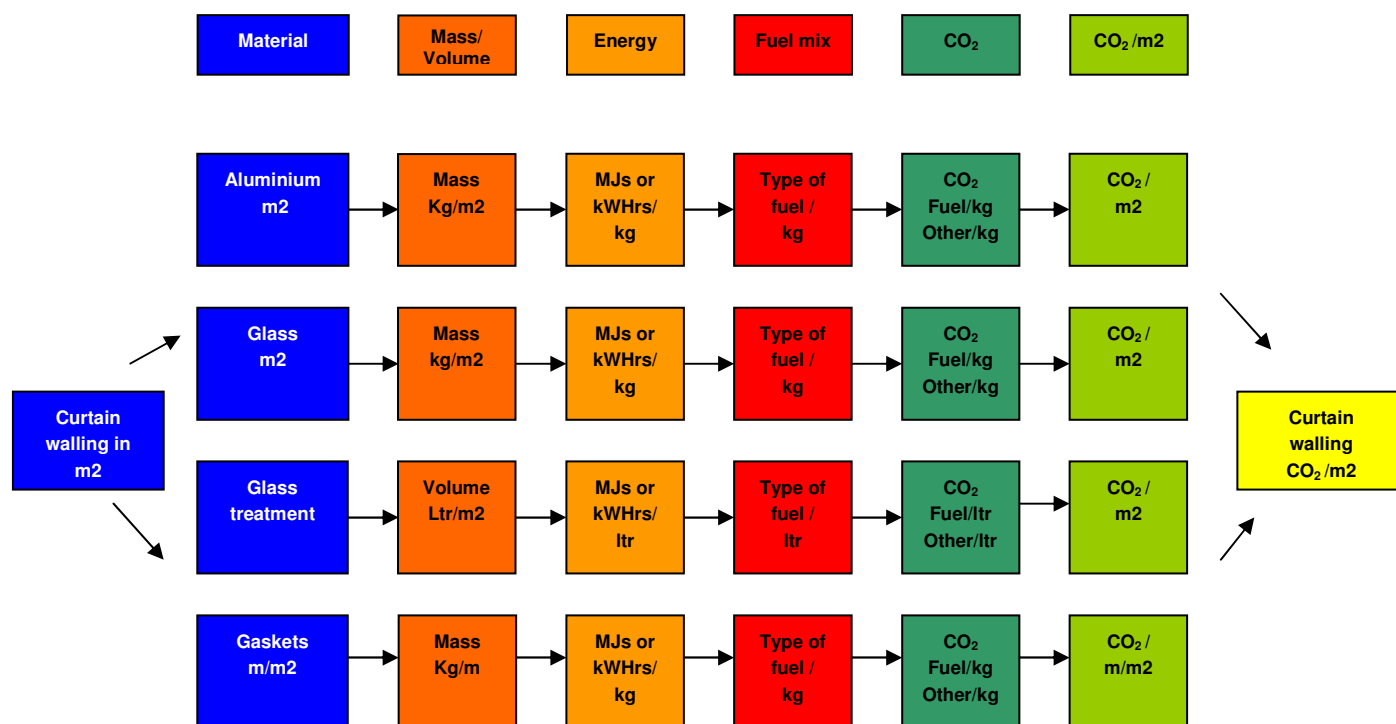 Material
Mass/
Volume
Energy
Fuel mix
CO₂
CO₂ /m2
Aluminium
m2
Mass
Kg/m2
MJs or
kWHrs/
kg
Type of
fuel /
kg
CO₂
Fuel/kg
Other/kg
CO₂ /
m2
Glass
m2
Mass
kg/m2
MJs or
kWHrs/
kg
Type of
fuel /
kg
CO₂
Fuel/kg
Other/kg
CO₂ /
m2
Curtain
walling in
m2
Curtain
walling
CO₂ /m2
Glass
treatment
Volume
Ltr/m2
MJs or
kWHrs/
ltr
Type of
fuel /
ltr
CO₂
Fuel/ltr
Other/ltr
CO₂ /
m2
Gaskets
m/m2
Mass
Kg/m
MJs or
kWHrs/
kg
Type of
fuel /
kg
CO₂
Fuel/kg
Other/kg
CO₂ /
m/m2